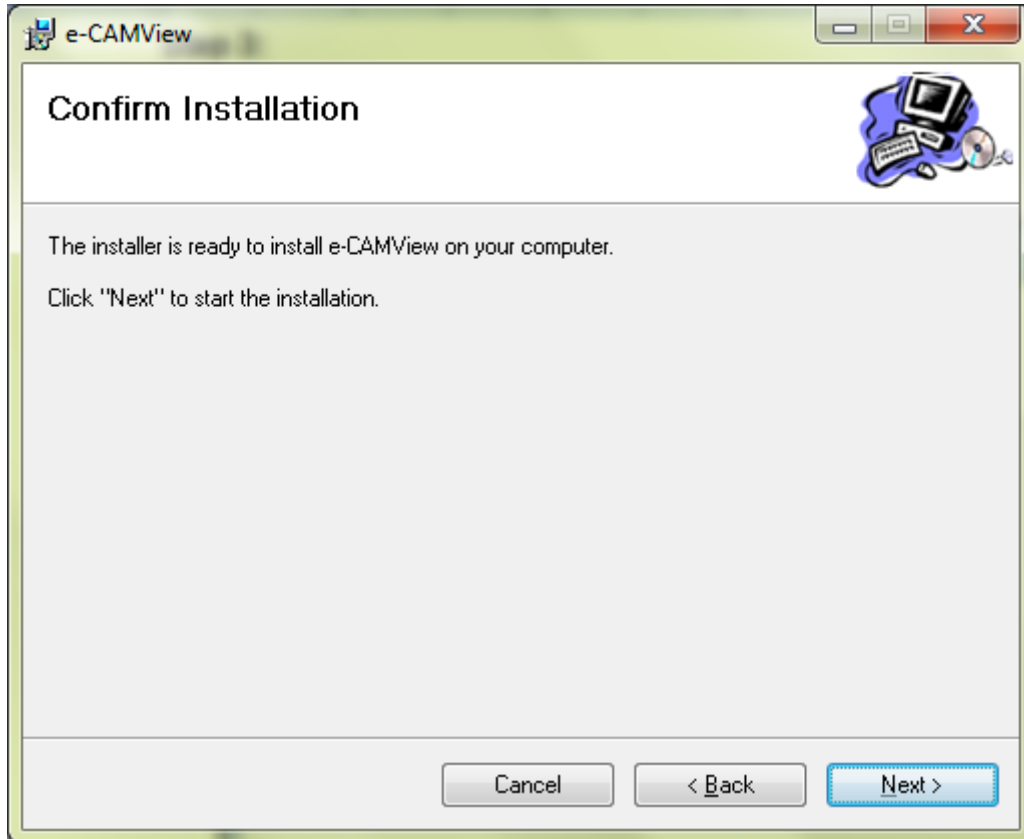 e-CAMView
Confirm Installation
The installer is ready to install e-CAMView on your computer.
Click "Next" to start the installation.
Cancel
< Back
Next >